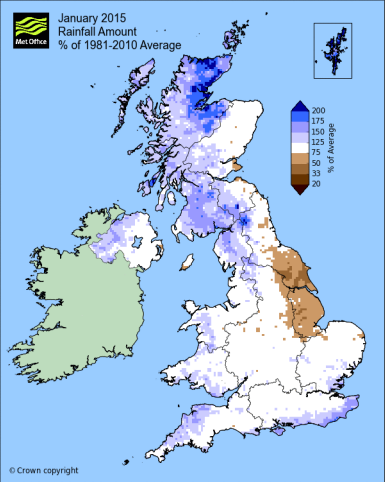 January 2015
Rainfall Amount
% of 1981-2010 Average
Met Office
200
175
150
125
75
50
33
20
% of Average
© Crown copyright